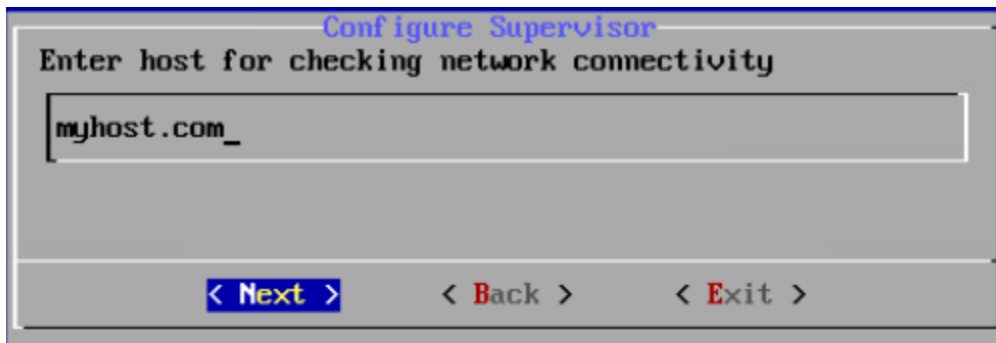 Configure Supervisor
Enter host for checking network connectivity
myhost.com_
< Next > < Back > < Exit >